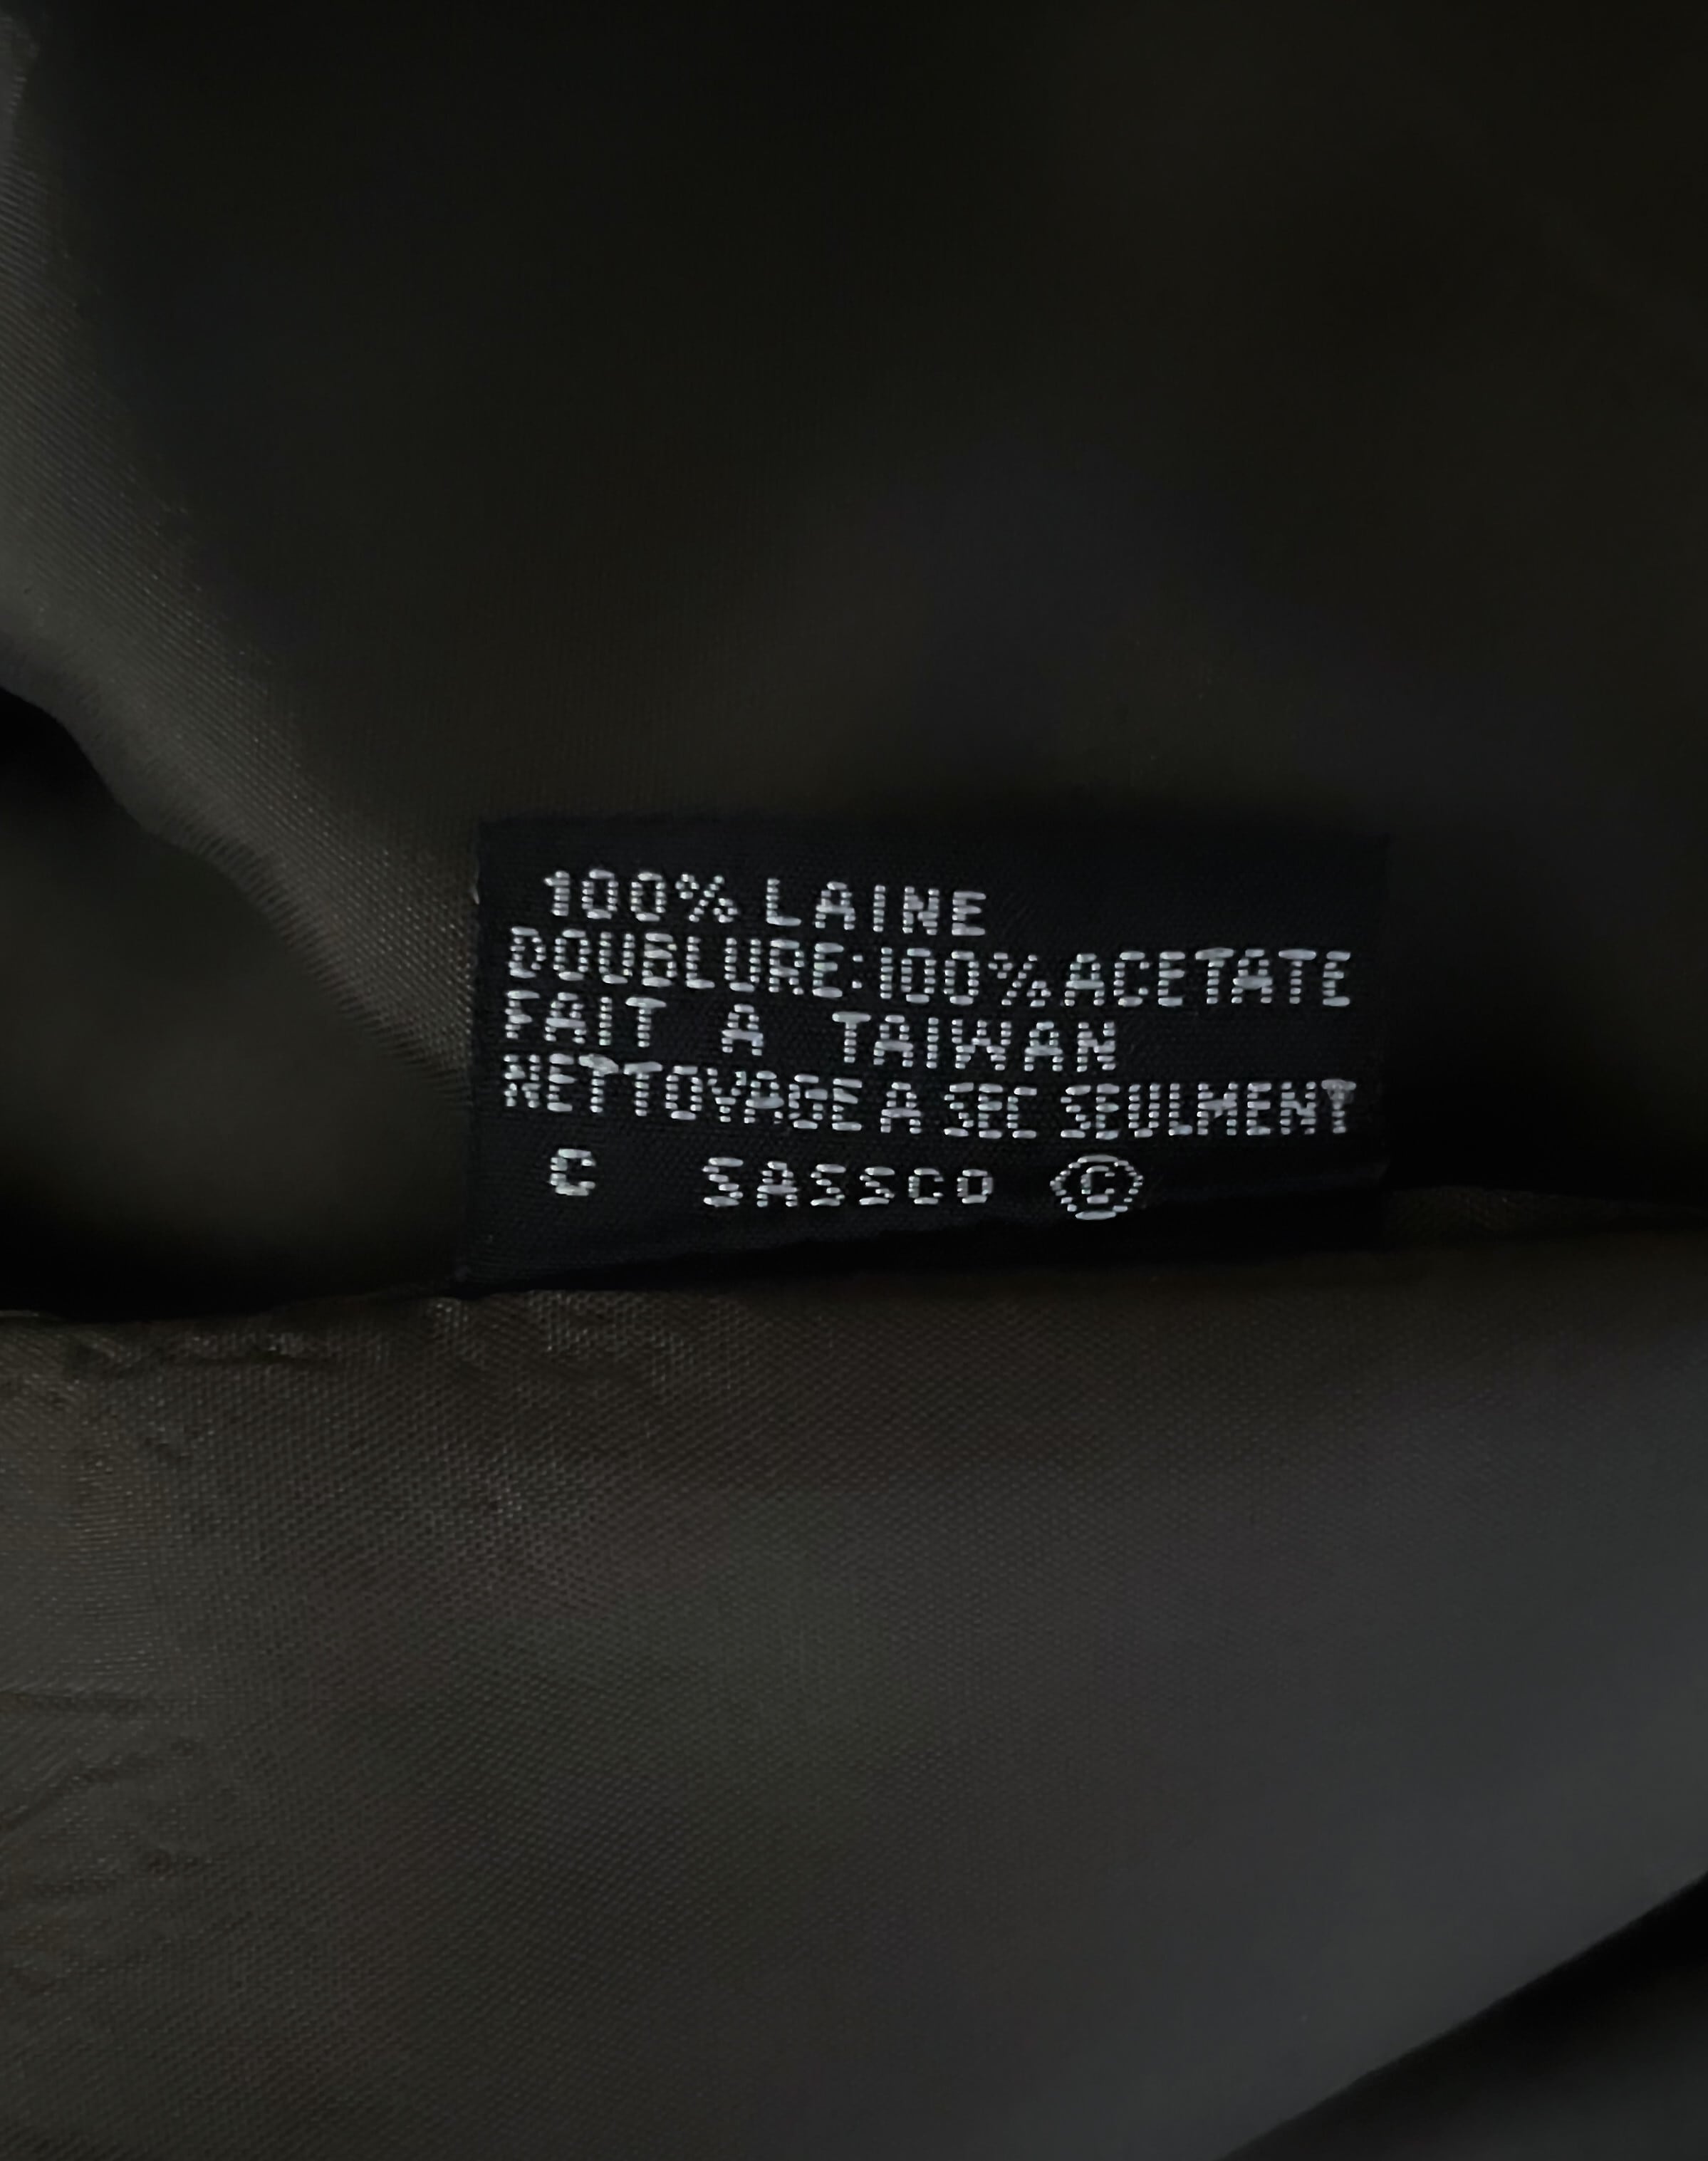 100% LAINE
DOUBLURE:100%ACETATE
FAIT A TAIWAN
NETTOYAGE A SEC SEULMENT
C SASSCO ©